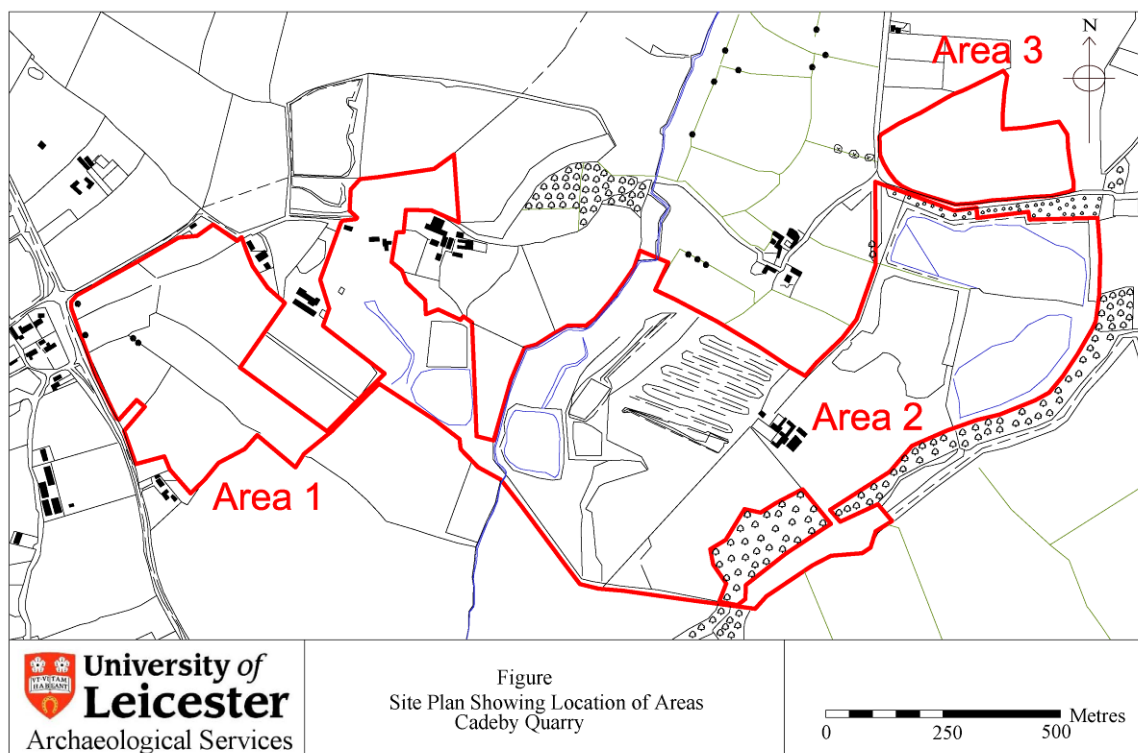 N
Area 3
Area 2
Area 1
University of
Leicester
Archaeological Services
Figure
Site Plan Showing Location of Areas
Cadeby Quarry
Metres
0 250 500